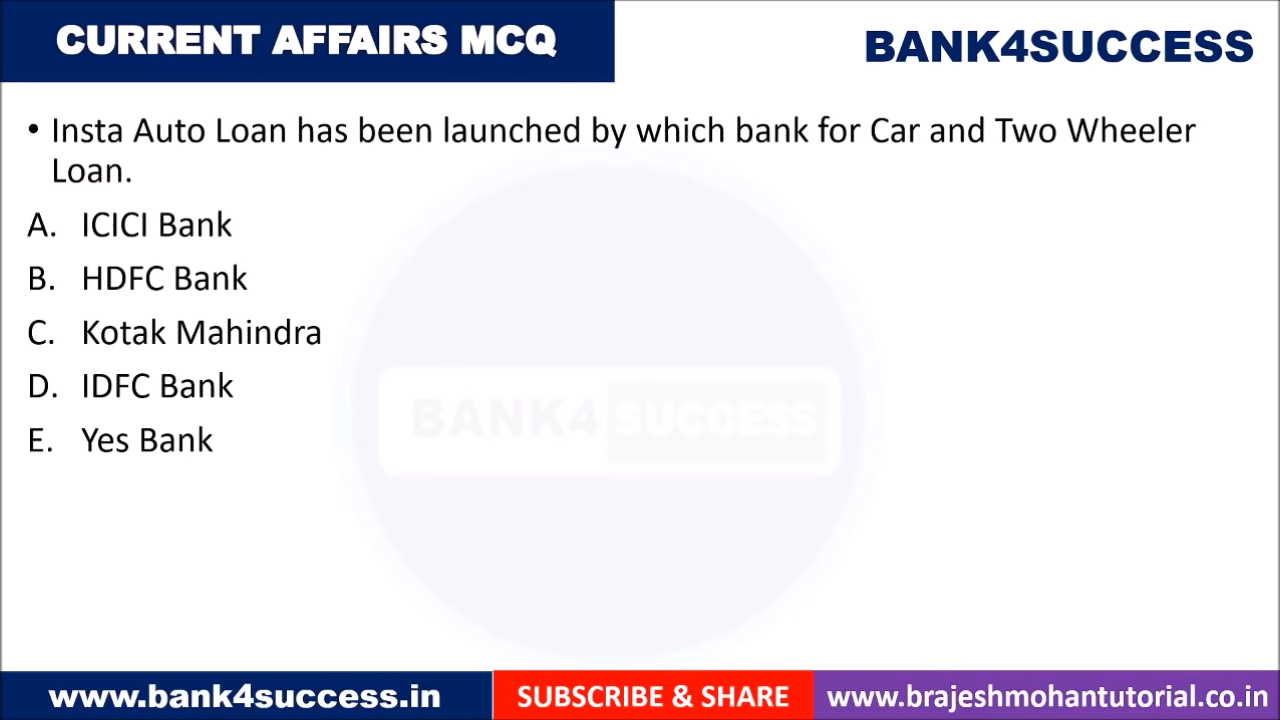 CURRENT AFFAIRS MCQ
BANK4SUCCESS
• Insta Auto Loan has been launched by which bank for Car and Two Wheeler
Loan.
A. ICICI Bank
B. HDFC Bank
C. Kotak Mahindra
D. IDFC Bank
E. Yes Bank
BANK4 SUCCESS
www.bank4success.in
SUBSCRIBE & SHARE
www.brajeshmohantutorial.co.in